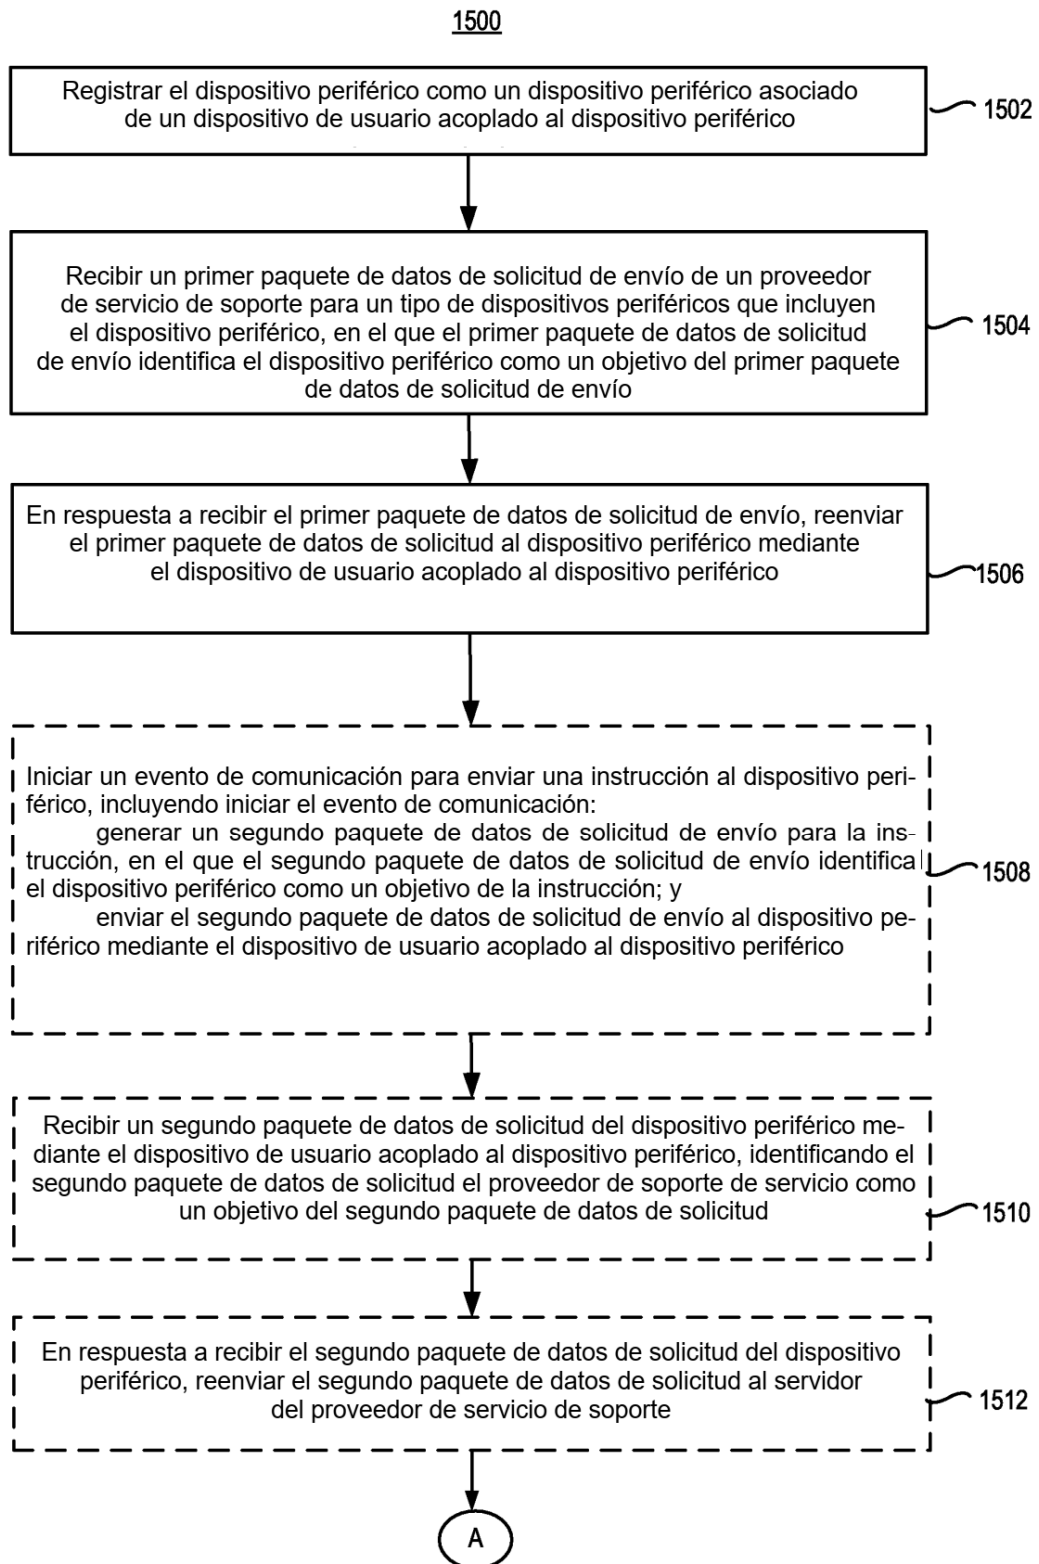 1500
Registrar el dispositivo periférico como un dispositivo periférico asociado
de un dispositivo de usuario acoplado al dispositivo periférico
1502
Recibir un primer paquete de datos de solicitud de envío de un proveedor
de servicio de soporte para un tipo de dispositivos periféricos que incluyen
el dispositivo periférico, en el que el primer paquete de datos de solicitud
de envío identifica el dispositivo periférico como un objetivo del primer paquete
de datos de solicitud de envío
1504
En respuesta a recibir el primer paquete de datos de solicitud de envío, reenviar
el primer paquete de datos de solicitud al dispositivo periférico mediante
el dispositivo de usuario acoplado al dispositivo periférico
1506
Iniciar un evento de comunicación para enviar una instrucción al dispositivo peri-
férico, incluyendo iniciar el evento de comunicación:
generar un segundo paquete de datos de solicitud de envío para la ins-
trucción, en el que el segundo paquete de datos de solicitud de envío identifica
el dispositivo periférico como un objetivo de la instrucción; y
enviar el segundo paquete de datos de solicitud de envío al dispositivo pe-
riférico mediante el dispositivo de usuario acoplado al dispositivo periférico
1508
Recibir un segundo paquete de datos de solicitud del dispositivo periférico me-
diante el dispositivo de usuario acoplado al dispositivo periférico, identificando el
segundo paquete de datos de solicitud el proveedor de soporte de servicio como
un objetivo del segundo paquete de datos de solicitud
1510
En respuesta a recibir el segundo paquete de datos de solicitud del dispositivo
periférico, reenviar el segundo paquete de datos de solicitud al servidor
del proveedor de servicio de soporte
1512
A